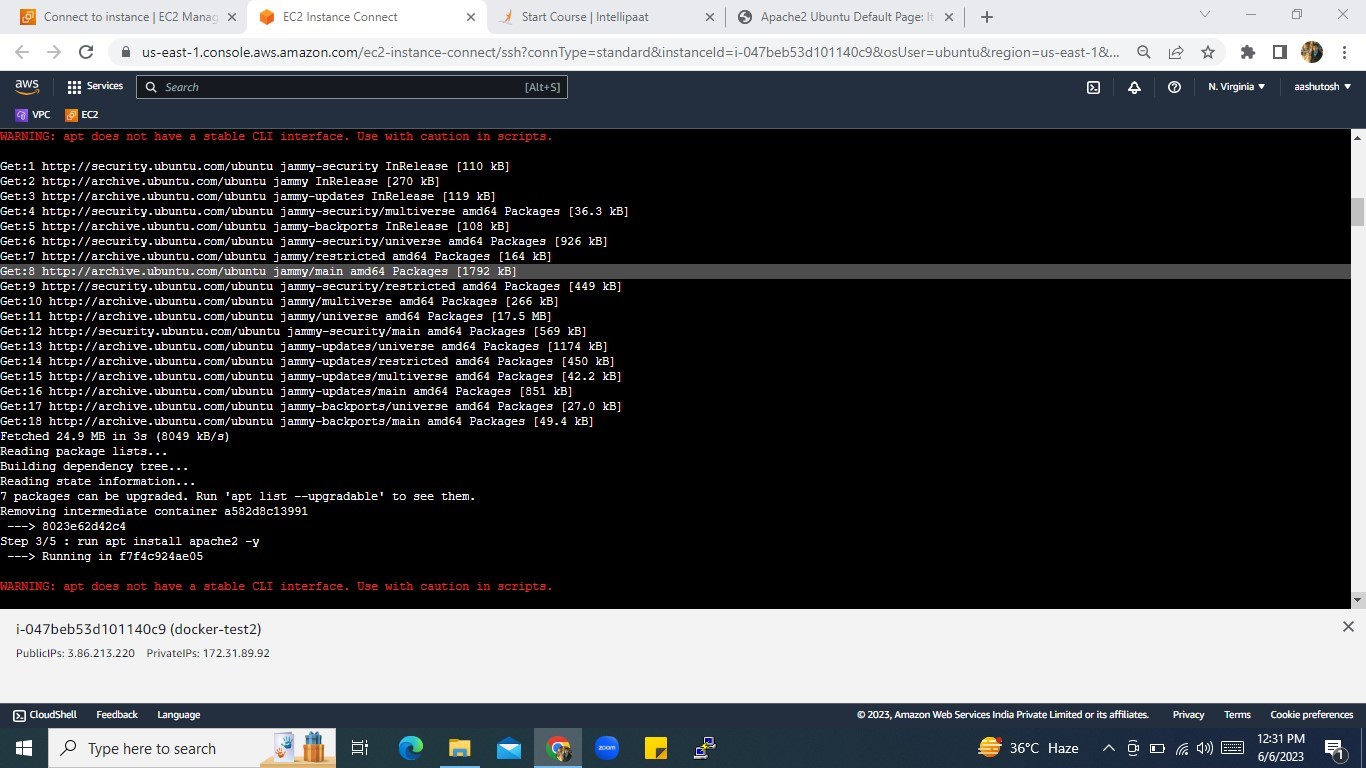 Connect to instance | EC2 Manag
EC2 Instance Connect
Start Course | Intellipaat
Apache2 Ubuntu Default Page: It
us-east-1.console.aws.amazon.com/ec2-instance-connect/ssh?connType=standard&instanceId=i-047beb53d101140c9&osUser=ubuntu&region=us-east-1&...
aws
Services
Search
[Alt+S]
N. Virginia
aashutosh
VPC
EC2
WARNING: apt does not have a stable CLI interface. Use with caution in scripts.
Get:1 http://security.ubuntu.com/ubuntu jammy-security InRelease [110 kB]
Get:2 http://archive.ubuntu.com/ubuntu jammy InRelease [270 kB]
Get:3 http://archive.ubuntu.com/ubuntu jammy-updates InRelease [119 kB]
Get:4 http://security.ubuntu.com/ubuntu jammy-security/multiverse amd64 Packages [36.3 kB]
Get:5 http://archive.ubuntu.com/ubuntu jammy-backports InRelease [108 kB]
Get:6 http://security.ubuntu.com/ubuntu jammy-security/universe amd64 Packages [926 kB]
Get:7 http://archive.ubuntu.com/ubuntu jammy/restricted amd64 Packages [164 kB]
Get:8 http://archive.ubuntu.com/ubuntu jammy/main amd64 Packages [1792 kB]
Get:9 http://security.ubuntu.com/ubuntu jammy-security/restricted amd64 Packages [449 kB]
Get:10 http://archive.ubuntu.com/ubuntu jammy/multiverse amd64 Packages [266 kB]
Get:11 http://archive.ubuntu.com/ubuntu jammy/universe amd64 Packages [17.5 MB]
Get:12 http://security.ubuntu.com/ubuntu jammy-security/main amd64 Packages [569 kB]
Get:13 http://archive.ubuntu.com/ubuntu jammy-updates/universe amd64 Packages [1174 kB]
Get:14 http://archive.ubuntu.com/ubuntu jammy-updates/restricted amd64 Packages [450 kB]
Get:15 http://archive.ubuntu.com/ubuntu jammy-updates/multiverse amd64 Packages [42.2 kB]
Get:16 http://archive.ubuntu.com/ubuntu jammy-updates/main amd64 Packages [851 kB]
Get:17 http://archive.ubuntu.com/ubuntu jammy-backports/universe amd64 Packages [27.0 kB]
Get:18 http://archive.ubuntu.com/ubuntu jammy-backports/main amd64 Packages [49.4 kB]
Fetched 24.9 MB in 3s (8049 kB/s)
Reading package lists...
Building dependency tree...
Reading state information...
7 packages can be upgraded. Run 'apt list --upgradable' to see them.
Removing intermediate container a582d8c13991
---> 8023e62d42c4
Step 3/5 : run apt install apache2 -y
---> Running in f7f4c924ae05
WARNING: apt does not have a stable CLI interface. Use with caution in scripts.
i-047beb53d101140c9 (docker-test2)
PublicIPs: 3.86.213.220 PrivateIPs: 172.31.89.92
CloudShell
Feedback
Language
© 2023, Amazon Web Services India Private Limited or its affiliates.
Privacy
Terms
Cookie preferences
Type here to search
zoom
36°C Haze
12:31 PM
6/6/2023
1